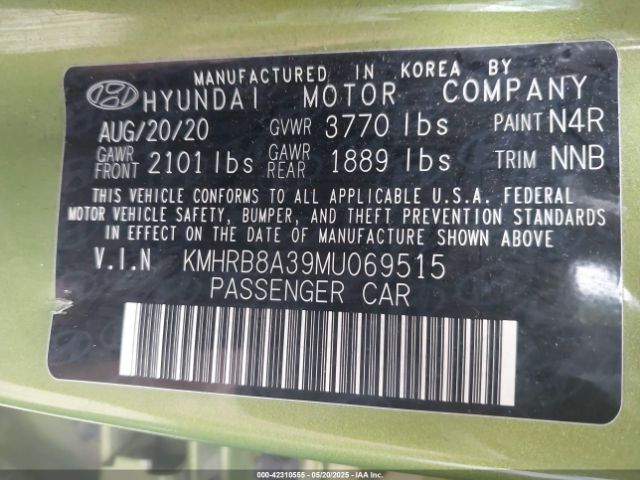 MANUFACTURED IN KOREA BY
HYUNDAI MOTOR COMPANY
AUG/20/20 GVWR 3770 lbs PAINT N4R
GAWR FRONT 2101 lbs GAWR REAR 1889 lbs TRIM NNB
THIS VEHICLE CONFORMS TO ALL APPLICABLE U.S.A. FEDERAL
MOTOR VEHICLE SAFETY, BUMPER, AND THEFT PREVENTION STANDARDS
IN EFFECT ON THE DATE OF MANUFACTURE SHOWN ABOVE
V.I.N KMHRB8A39MU069515
PASSENGER CAR
000-42310555 - 05/20/2025 - IAAI.COM